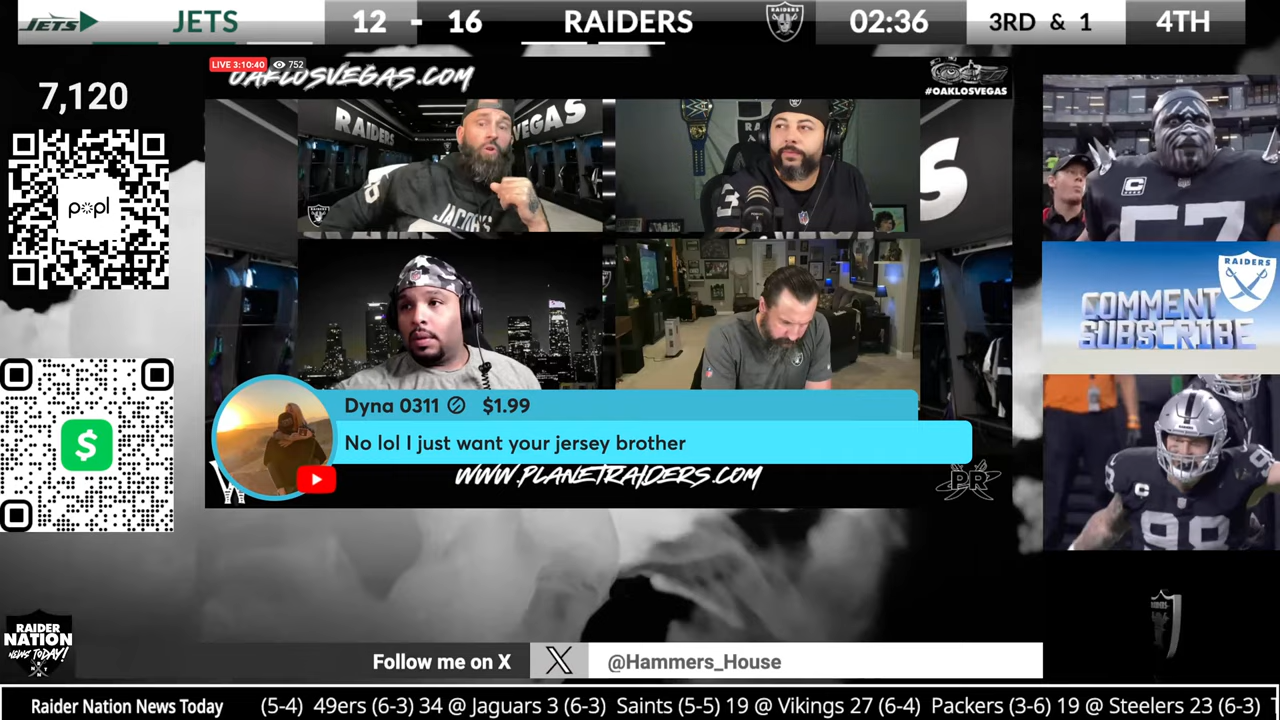 JETS JETS 12 - 16 RAIDERS 02:36 3RD & 1 4TH
LIVE 3:10:40 752
OAKLOSVEGAS.COM
#OAKLOSVEGAS
7,120
popl
RAIDERS VEGAS
JACOBS
3
S
C
57
RAIDERS
COMMENT
SUBSCRIBE
$
Dyna 0311 $1.99
No lol I just want your jersey brother
WWW.PLANETRAIDERS.COM
PR
C
98
RAIDER
NATION
NEWS TODAY!
Follow me on X X @Hammers_House
Raider Nation News Today (5-4) 49ers (6-3) 34 @ Jaguars 3 (6-3) Saints (5-5) 19 @ Vikings 27 (6-4) Packers (3-6) 19 @ Steelers 23 (6-3)